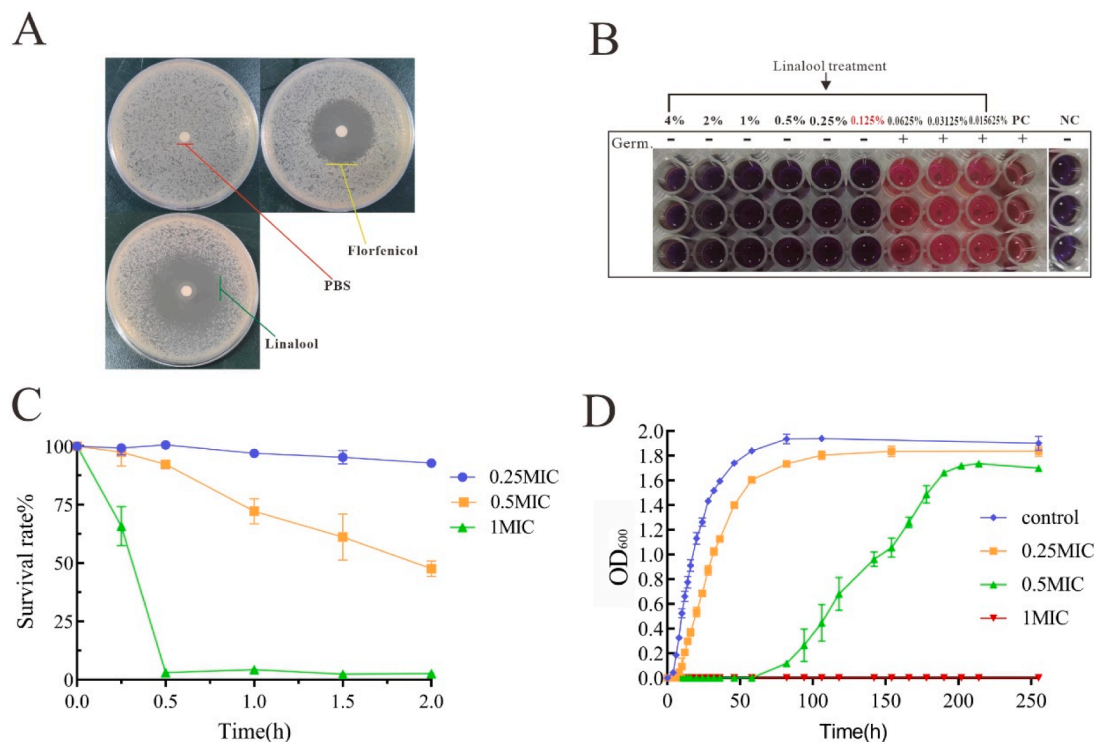 A
Florfenicol
PBS
Linalool
B
Linalool treatment
4% 2% 1% 0.5% 0.25% 0.125% 0.0625% 0.03125% 0.015625% PC NC
Germ. - - - - - - + + + + -
C
Survival rate%
100
75
50
25
0
0.0 0.5 1.0 1.5 2.0
Time(h)
0.25MIC
0.5MIC
1MIC
D
OD600
2.0
1.8
1.6
1.4
1.2
1.0
0.8
0.6
0.4
0.2
0.0
0 50 100 150 200 250
Time(h)
control
0.25MIC
0.5MIC
1MIC